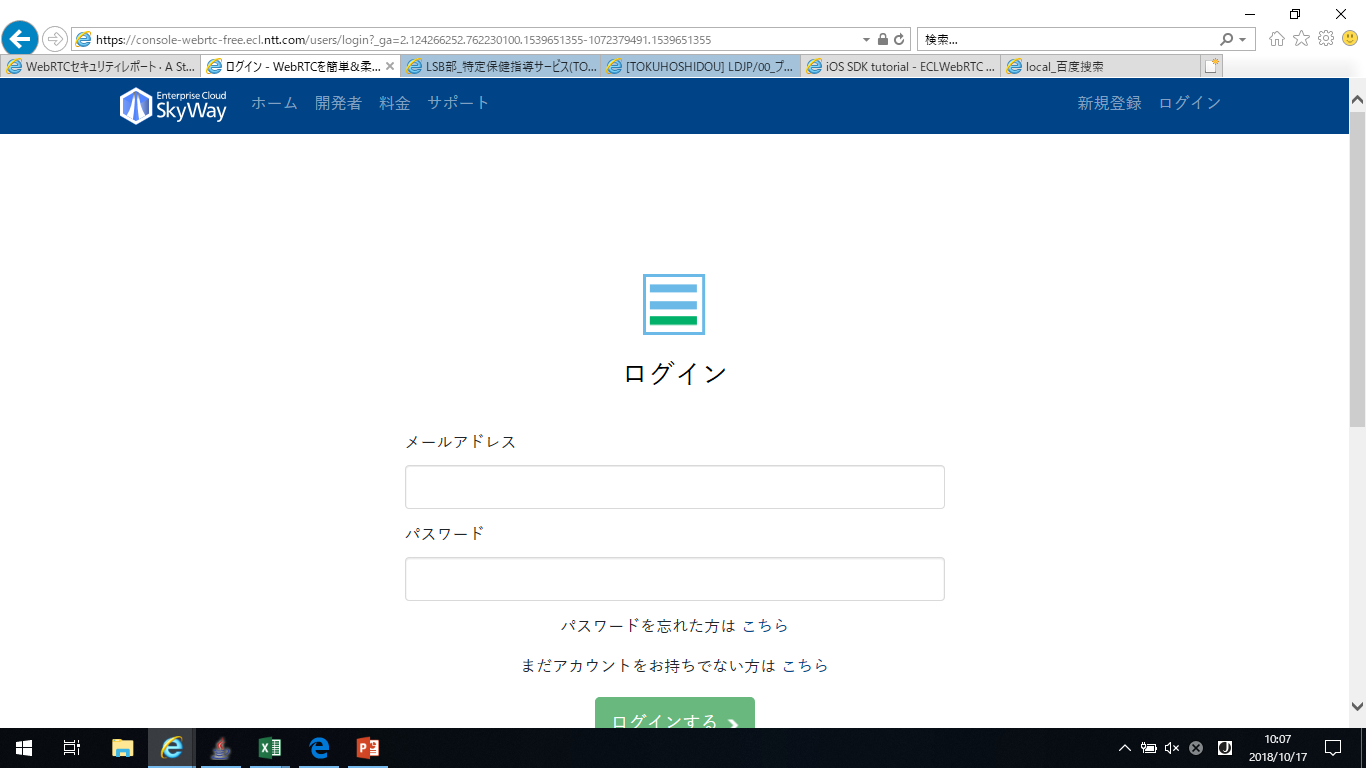 https://console-webrtc-free.ecl.ntt.com/users/login?_ga=2.124266252.762230100.1539651355-1072379491.1539651355
検索...
WebRTCセキュリティレポート · A St...
ログイン - WebRTCを簡単&柔...
LSB部_特定保健指導サービス(TO...
[TOKUHOSHIDOU] LDJP/00_プ...
iOS SDK tutorial - ECLWebRTC ...
local_百度搜索
Enterprise Cloud
SkyWay
ホーム
開発者
料金
サポート
新規登録
ログイン
ログイン
メールアドレス
パスワード
パスワードを忘れた方は こちら
まだアカウントをお持ちでない方は こちら
ログインする
10:07
2018/10/17